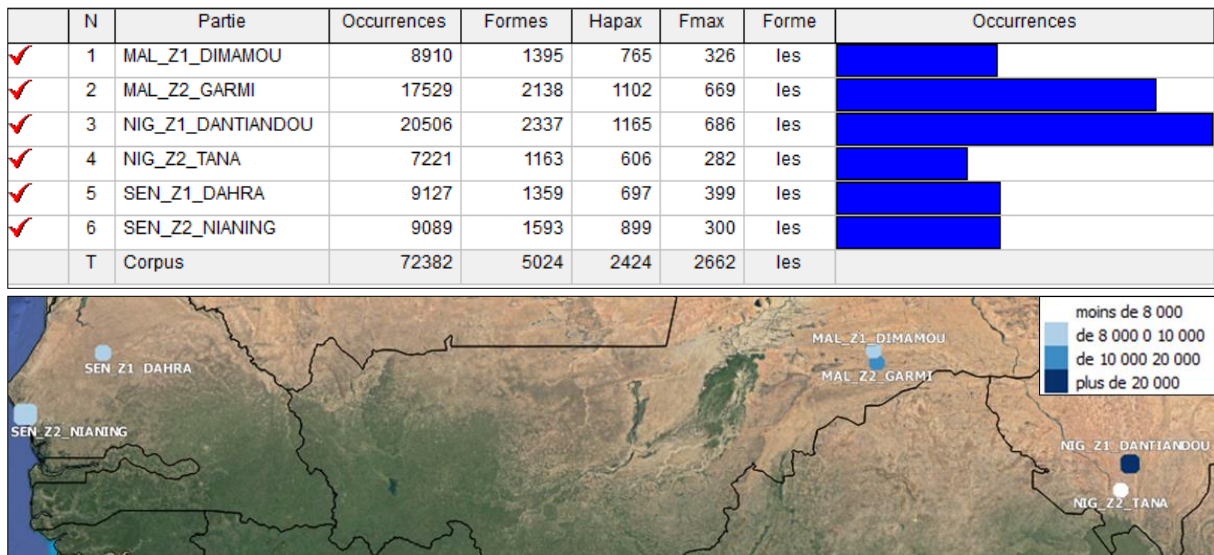 N Partie Occurrences Formes Hapax Fmax Forme Occurrences
1 MAL_Z1_DIMAMOU 8910 1395 765 326 les
2 MAL_Z2_GARMI 17529 2138 1102 669 les
3 NIG_Z1_DANTIANDOU 20506 2337 1165 686 les
4 NIG_Z2_TANA 7221 1163 606 282 les
5 SEN_Z1_DAHRA 9127 1359 697 399 les
6 SEN_Z2_NIANING 9089 1593 899 300 les
T Corpus 72382 5024 2424 2662 les
moins de 8 000
de 8 000 0 10 000
de 10 000 20 000
plus de 20 000
MAL_Z1_DIMAMOU
SEN_Z1_DAHRA
MAL_Z2_GARMI
SEN_Z2_NIANING
NIG_Z1_DANTIANDOU
NIG_Z2_TANA